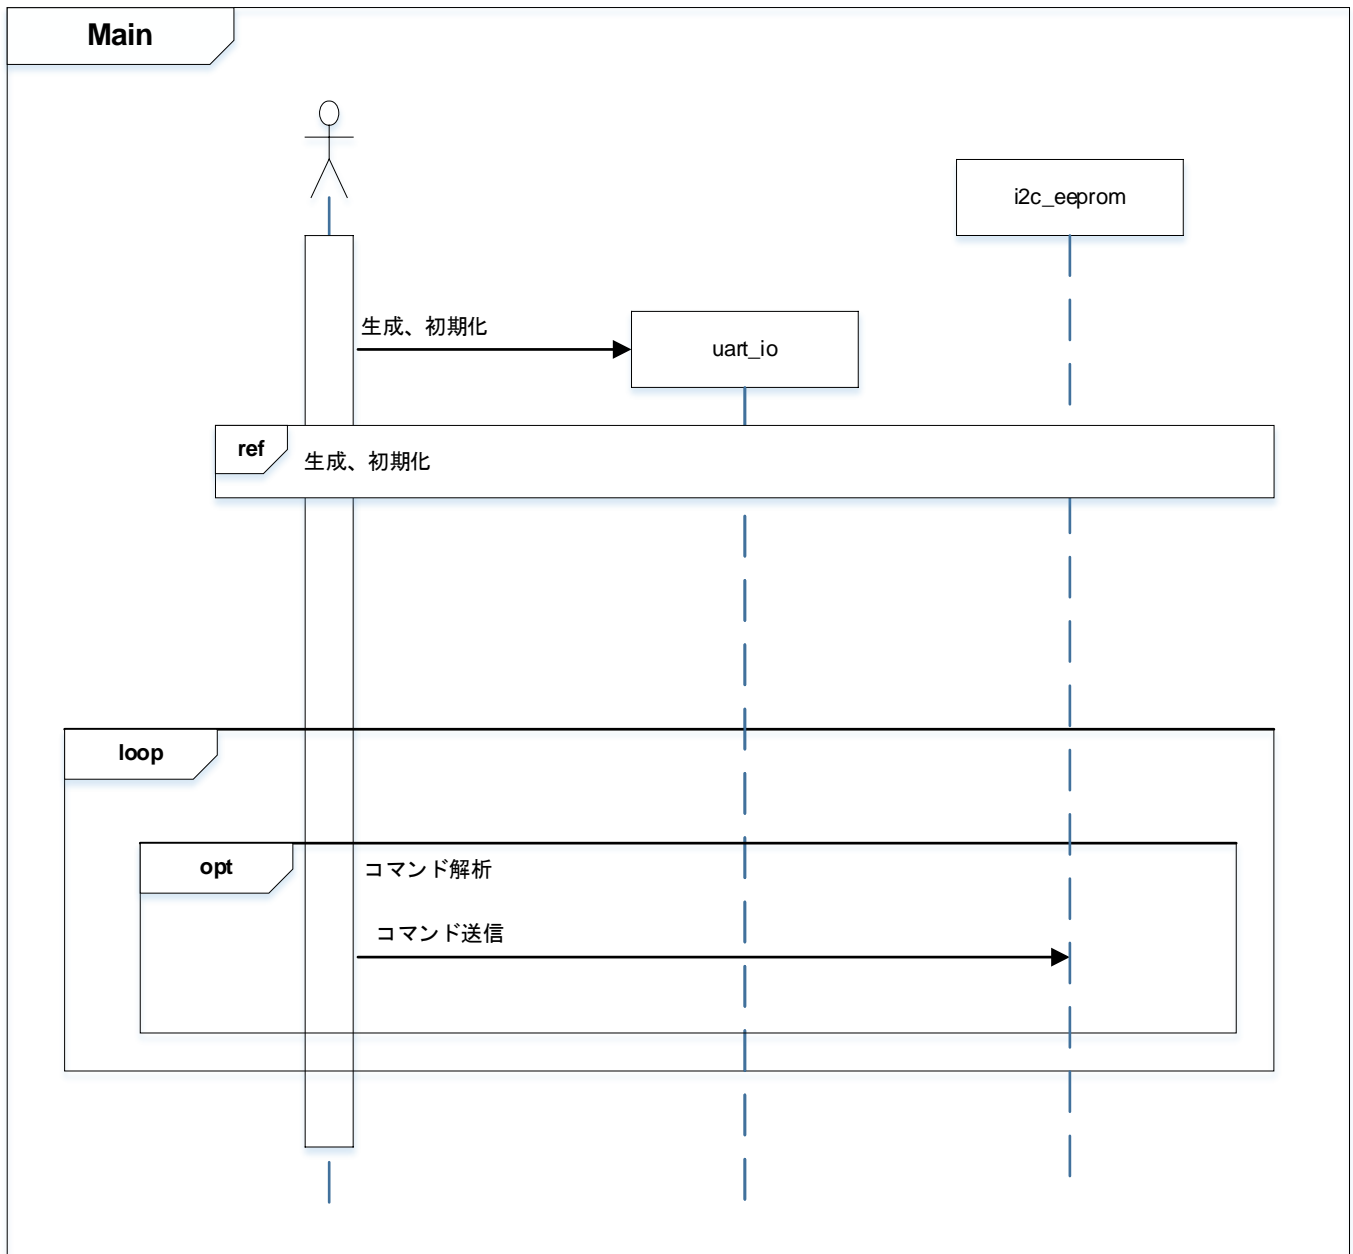 Main
i2c_eeprom
生成、初期化
uart_io
ref
生成、初期化
loop
opt
コマンド解析
コマンド送信